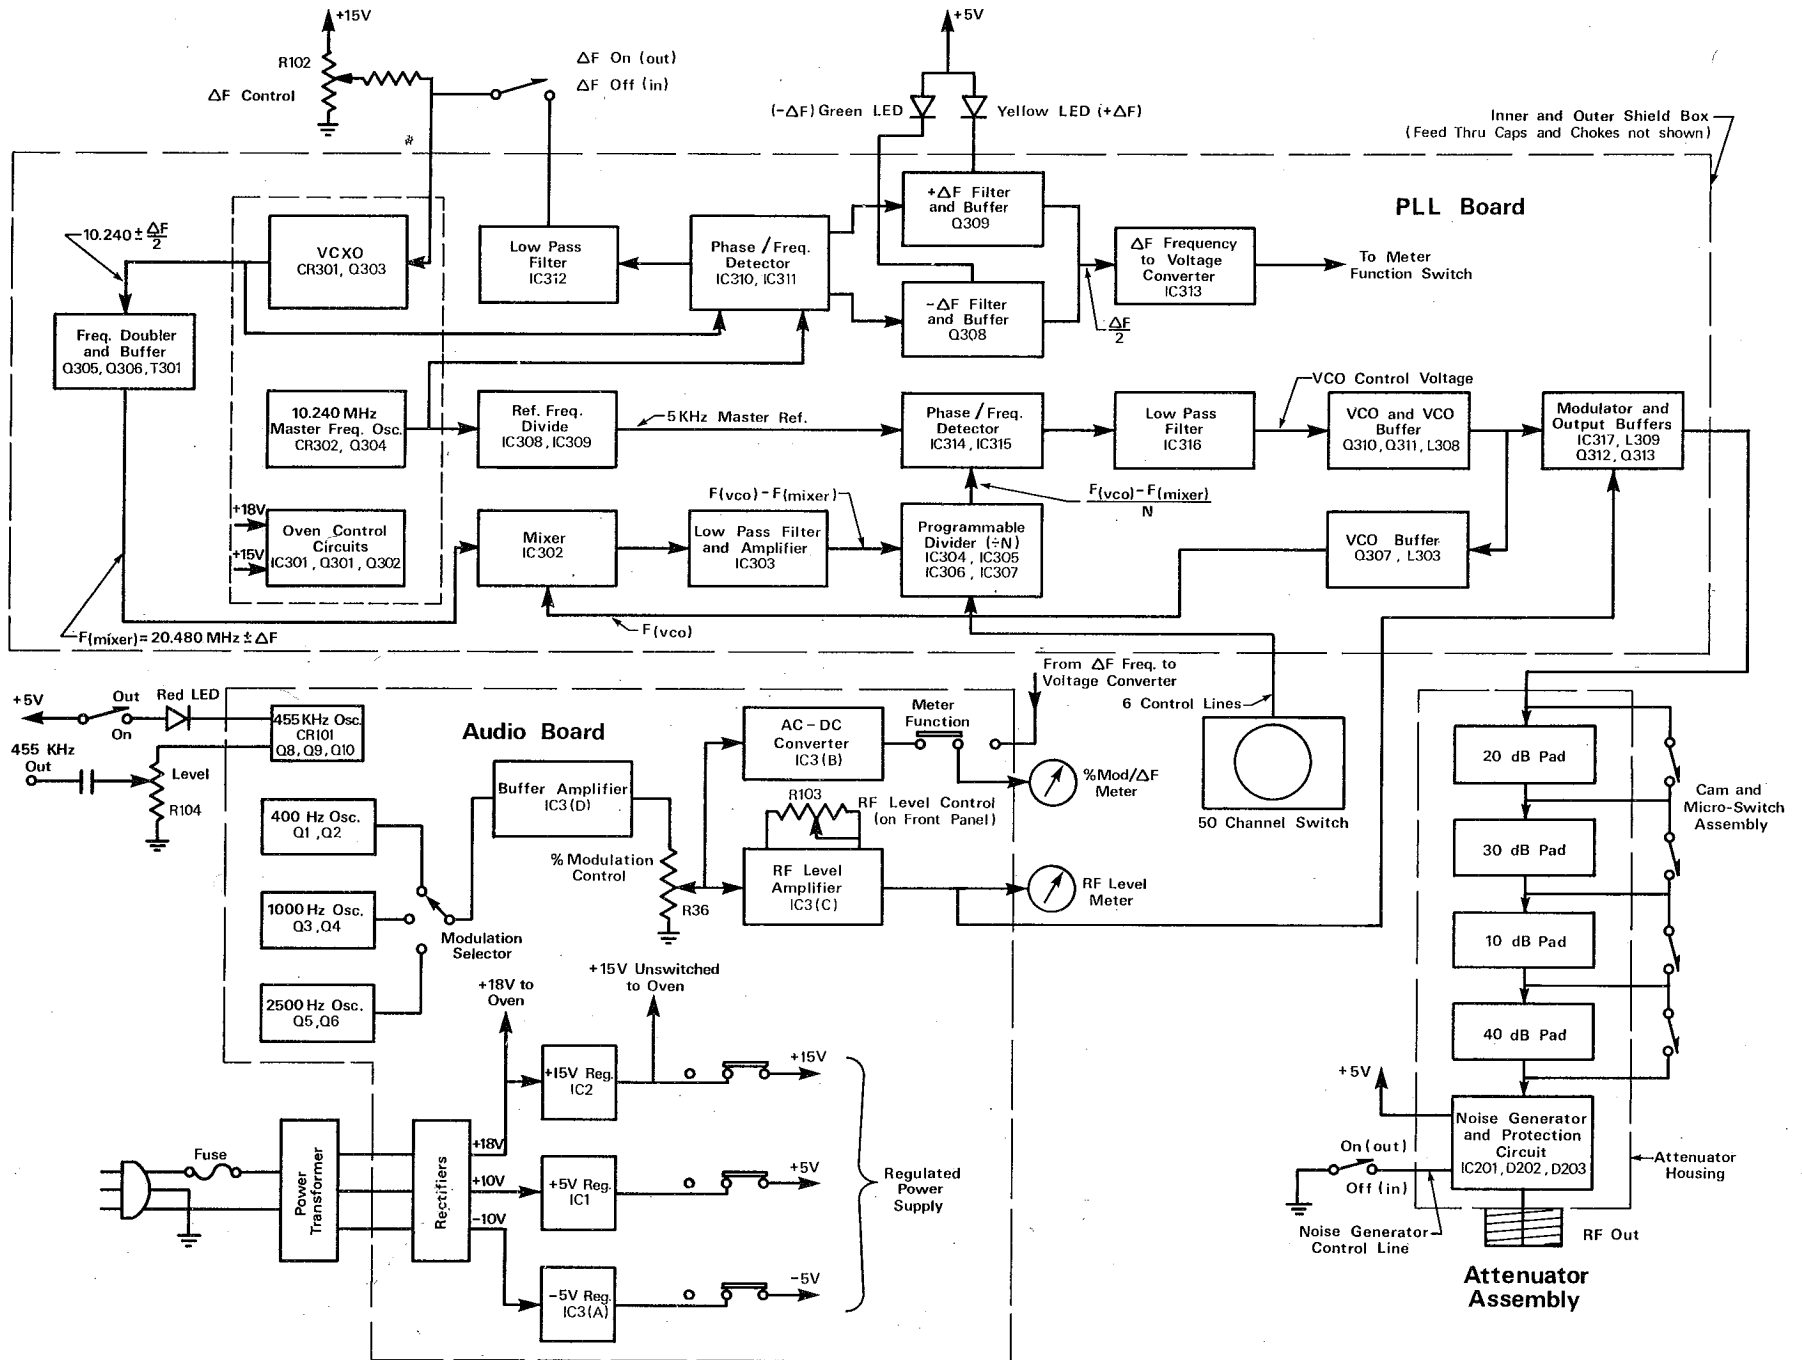 +15V
R102
ΔF Control
ΔF On (out)
ΔF Off (in)
*
+5V
(-ΔF) Green LED
Yellow LED (+ΔF)
Inner and Outer Shield Box
(Feed Thru Caps and Chokes not shown)
PLL Board
10.240 ± ΔF/2
VCXO
CR301, Q303
Low Pass
Filter
IC312
Phase / Freq.
Detector
IC310, IC311
+ΔF Filter
and Buffer
Q309
-ΔF Filter
and Buffer
Q308
ΔF/2
ΔF Frequency
to Voltage
Converter
IC313
To Meter
Function Switch
Freq. Doubler
and Buffer
Q305, Q306, T301
10.240 MHz
Master Freq. Osc.
CR302, Q304
Ref. Freq.
Divide
IC308, IC309
5 KHz Master Ref.
Phase / Freq.
Detector
IC314, IC315
Low Pass
Filter
IC316
VCO Control Voltage
VCO and VCO
Buffer
Q310, Q311, L308
Modulator and
Output Buffers
IC317, L309
Q312, Q313
+18V
+15V
Oven Control
Circuits
IC301, Q301, Q302
Mixer
IC302
Low Pass Filter
and Amplifier
IC303
F(vco) - F(mixer)
Programmable
Divider (÷N)
IC304, IC305
IC306, IC307
F(vco) - F(mixer)
N
VCO Buffer
Q307, L303
F(mixer) = 20.480 MHz ± ΔF
F(vco)
+5V
Out
On
Red LED
455 KHz
Out
Level
R104
455 KHz Osc.
CR101
Q8, Q9, Q10
Audio Board
400 Hz Osc.
Q1, Q2
1000 Hz Osc.
Q3, Q4
2500 Hz Osc.
Q5, Q6
Modulation
Selector
Buffer Amplifier
IC3(D)
% Modulation
Control
R36
AC - DC
Converter
IC3(B)
Meter
Function
From ΔF Freq. to
Voltage Converter
R103
RF Level Control
(on Front Panel)
RF Level
Amplifier
IC3(C)
%Mod/ΔF
Meter
RF Level
Meter
6 Control Lines
50 Channel Switch
20 dB Pad
30 dB Pad
10 dB Pad
40 dB Pad
Cam and
Micro-Switch
Assembly
+5V
On (out)
Off (in)
Noise Generator
and Protection
Circuit
IC201, D202, D203
Attenuator
Housing
Noise Generator
Control Line
RF Out
Attenuator
Assembly
+18V to
Oven
+15V Unswitched
to Oven
Fuse
Power
Transformer
Rectifiers
+18V
+10V
-10V
+15V Reg.
IC2
+5V Reg.
IC1
-5V Reg.
IC3(A)
+15V
+5V
-5V
Regulated
Power
Supply